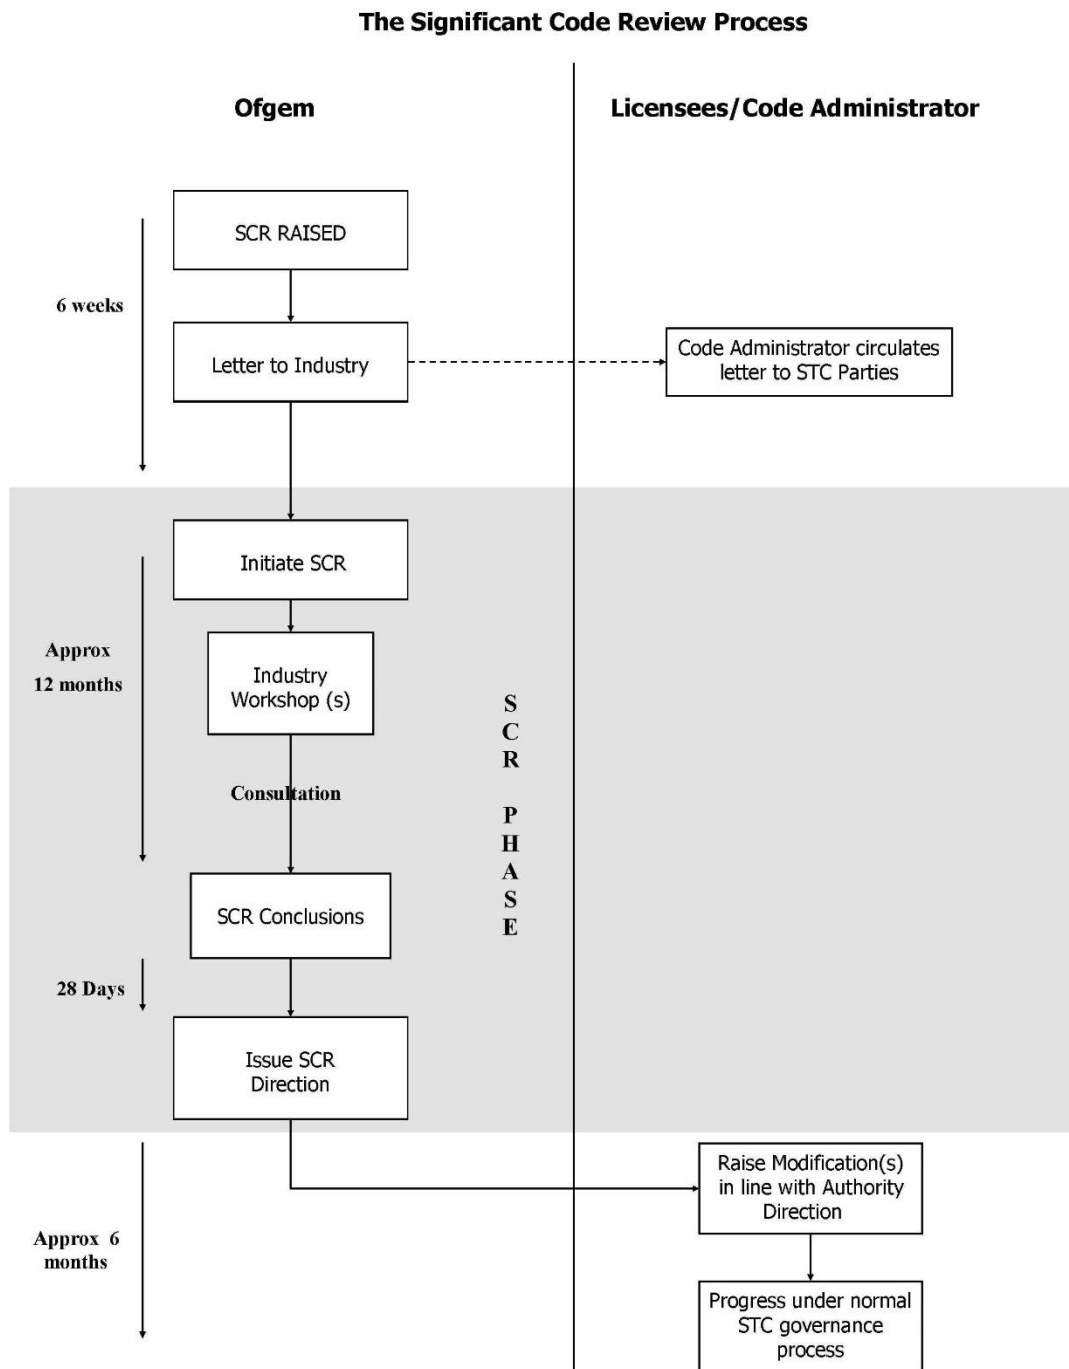 The Significant Code Review Process
Ofgem
Licensees/Code Administrator
SCR RAISED
6 weeks
Letter to Industry
Code Administrator circulates
letter to STC Parties
Initiate SCR
Approx
12 months
Industry
Workshop (s)
S
C
R
P
H
A
S
E
Consultation
SCR Conclusions
28 Days
Issue SCR
Direction
Raise Modification(s)
in line with Authority
Direction
Approx 6
months
Progress under normal
STC governance
process